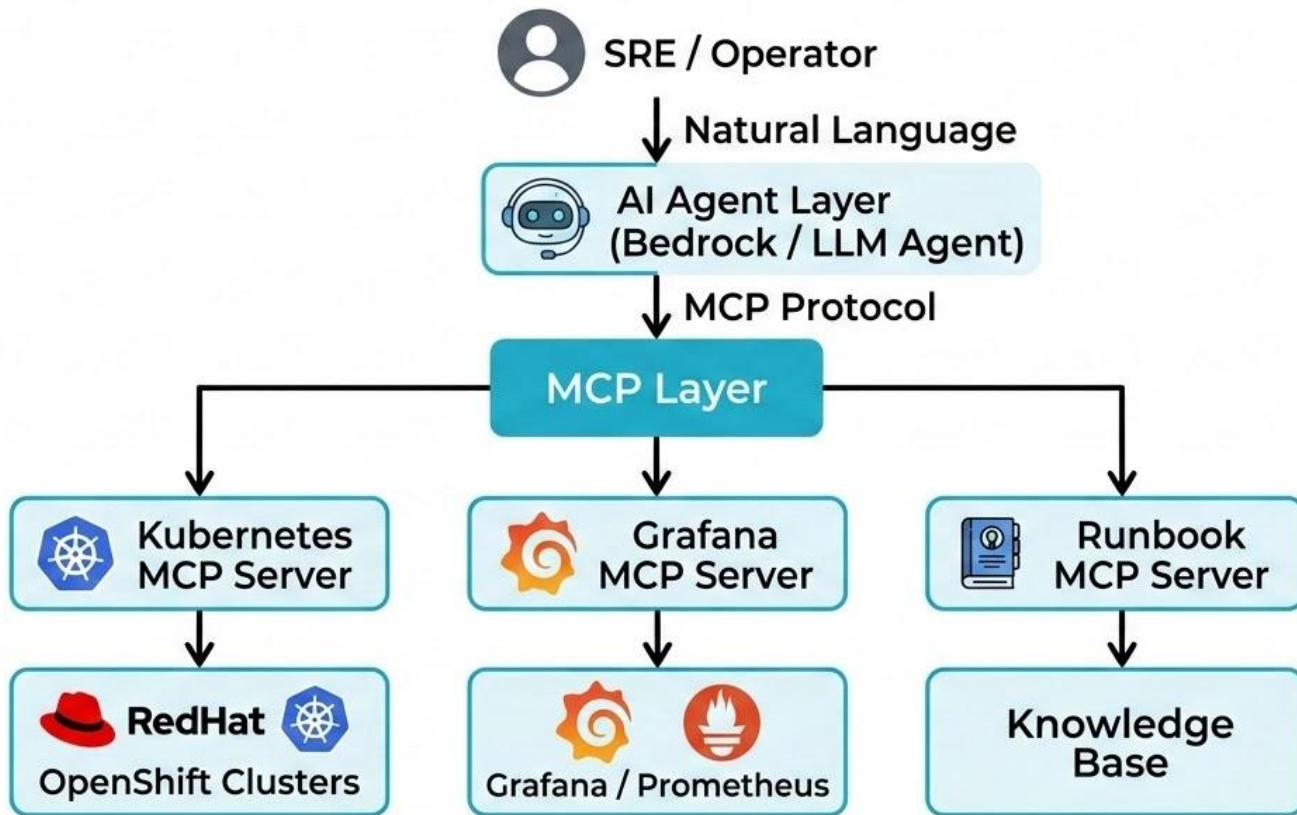 SRE / Operator
Natural Language
AI Agent Layer
(Bedrock / LLM Agent)
MCP Protocol
MCP Layer
Kubernetes
MCP Server
Grafana
MCP Server
Runbook
MCP Server
RedHat
OpenShift Clusters
Grafana / Prometheus
Knowledge
Base